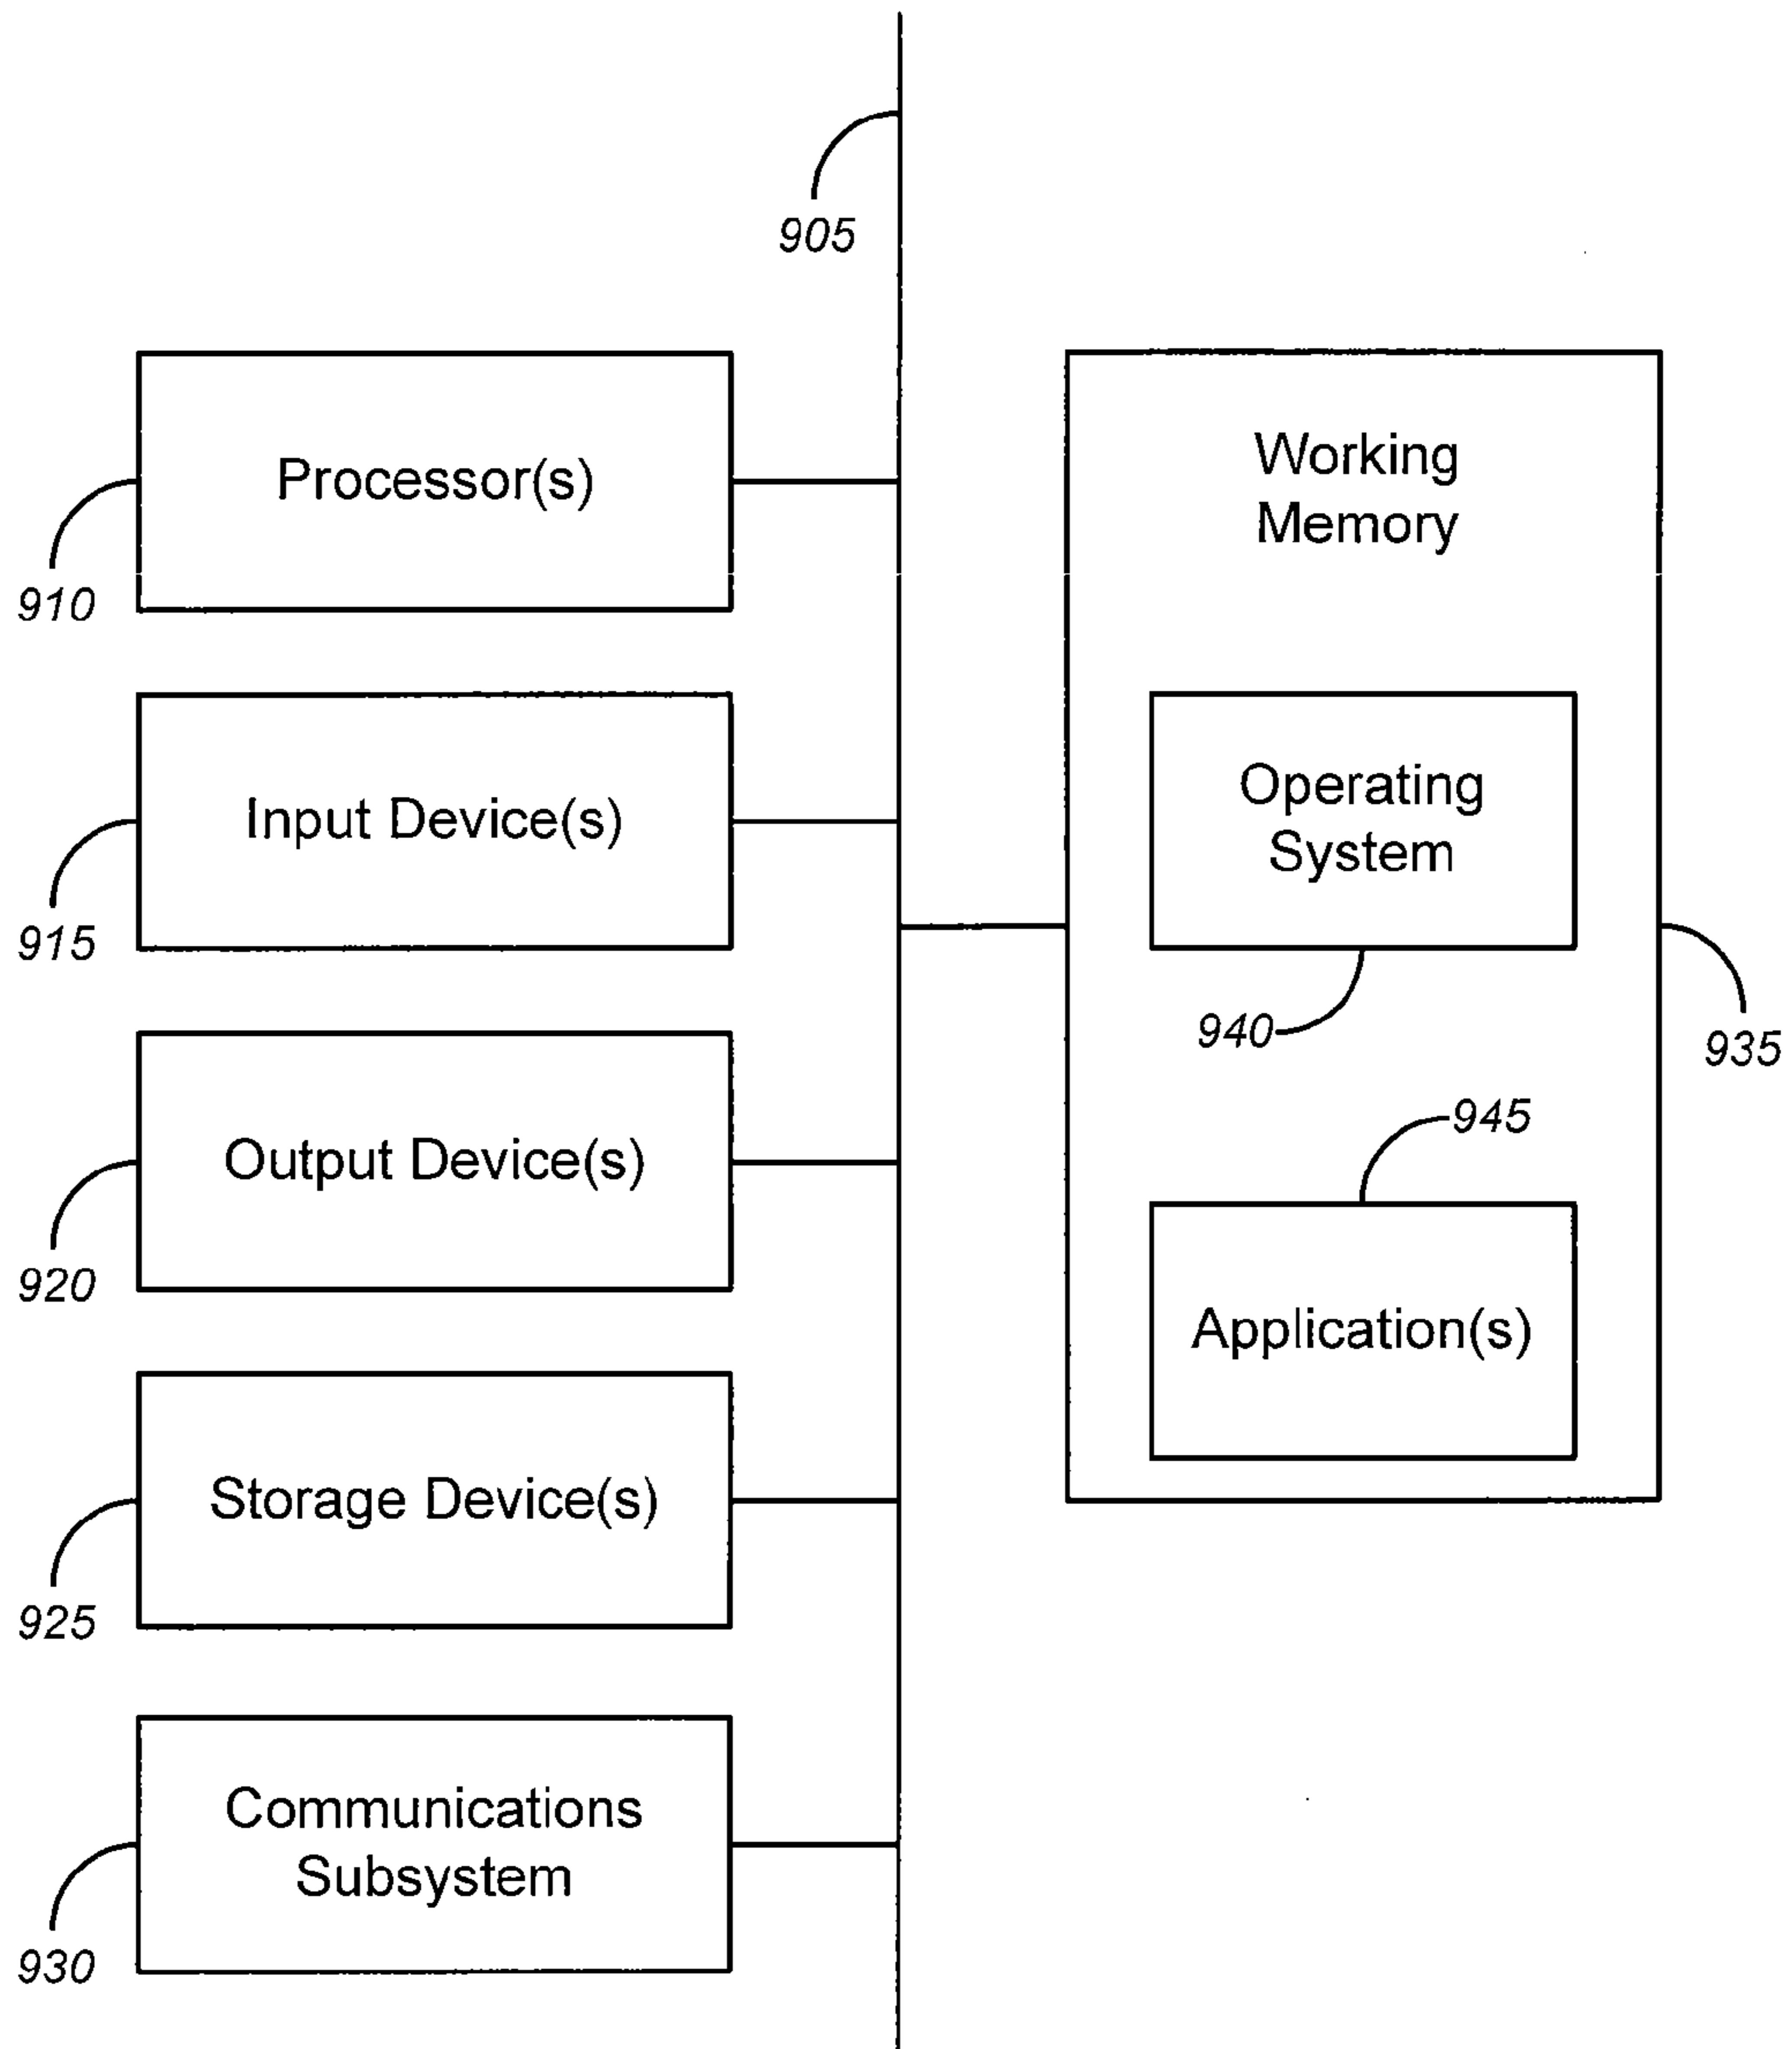 905
Processor(s)
910
Input Device(s)
915
Output Device(s)
920
Storage Device(s)
925
Communications
Subsystem
930
Working
Memory
Operating
System
940
935
945
Application(s)